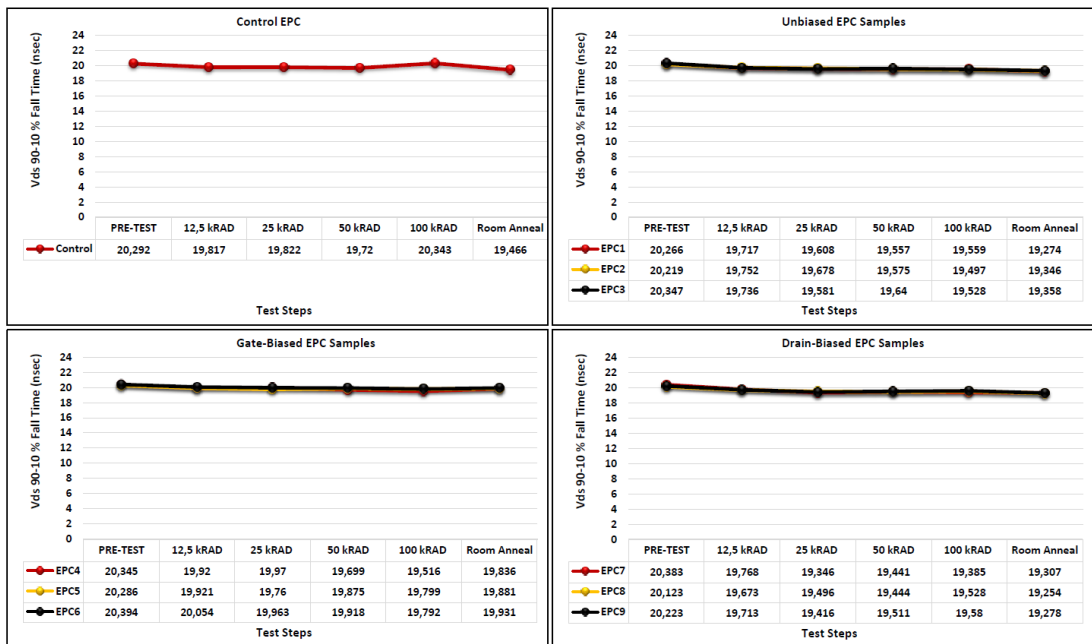 Control EPC
Vds 90-10 % Fall Time (nsec)
24
22
20
18
16
14
12
10
8
6
4
2
0
PRE-TEST 12,5 kRAD 25 kRAD 50 kRAD 100 kRAD Room Anneal
Control 20,292 19,817 19,822 19,72 20,343 19,466
Test Steps
Unbiased EPC Samples
Vds 90-10 % Fall Time (nsec)
24
22
20
18
16
14
12
10
8
6
4
2
0
PRE-TEST 12,5 kRAD 25 kRAD 50 kRAD 100 kRAD Room Anneal
EPC1 20,266 19,717 19,608 19,557 19,559 19,274
EPC2 20,219 19,752 19,678 19,575 19,497 19,346
EPC3 20,347 19,736 19,581 19,64 19,528 19,358
Test Steps
Gate-Biased EPC Samples
Vds 90-10 % Fall Time (nsec)
24
22
20
18
16
14
12
10
8
6
4
2
0
PRE-TEST 12,5 kRAD 25 kRAD 50 kRAD 100 kRAD Room Anneal
EPC4 20,345 19,92 19,97 19,699 19,516 19,836
EPC5 20,286 19,921 19,76 19,875 19,799 19,881
EPC6 20,394 20,054 19,963 19,918 19,792 19,931
Test Steps
Drain-Biased EPC Samples
Vds 90-10 % Fall Time (nsec)
24
22
20
18
16
14
12
10
8
6
4
2
0
PRE-TEST 12,5 kRAD 25 kRAD 50 kRAD 100 kRAD Room Anneal
EPC7 20,383 19,768 19,346 19,441 19,385 19,307
EPC8 20,123 19,673 19,496 19,444 19,528 19,254
EPC9 20,223 19,713 19,416 19,511 19,58 19,278
Test Steps